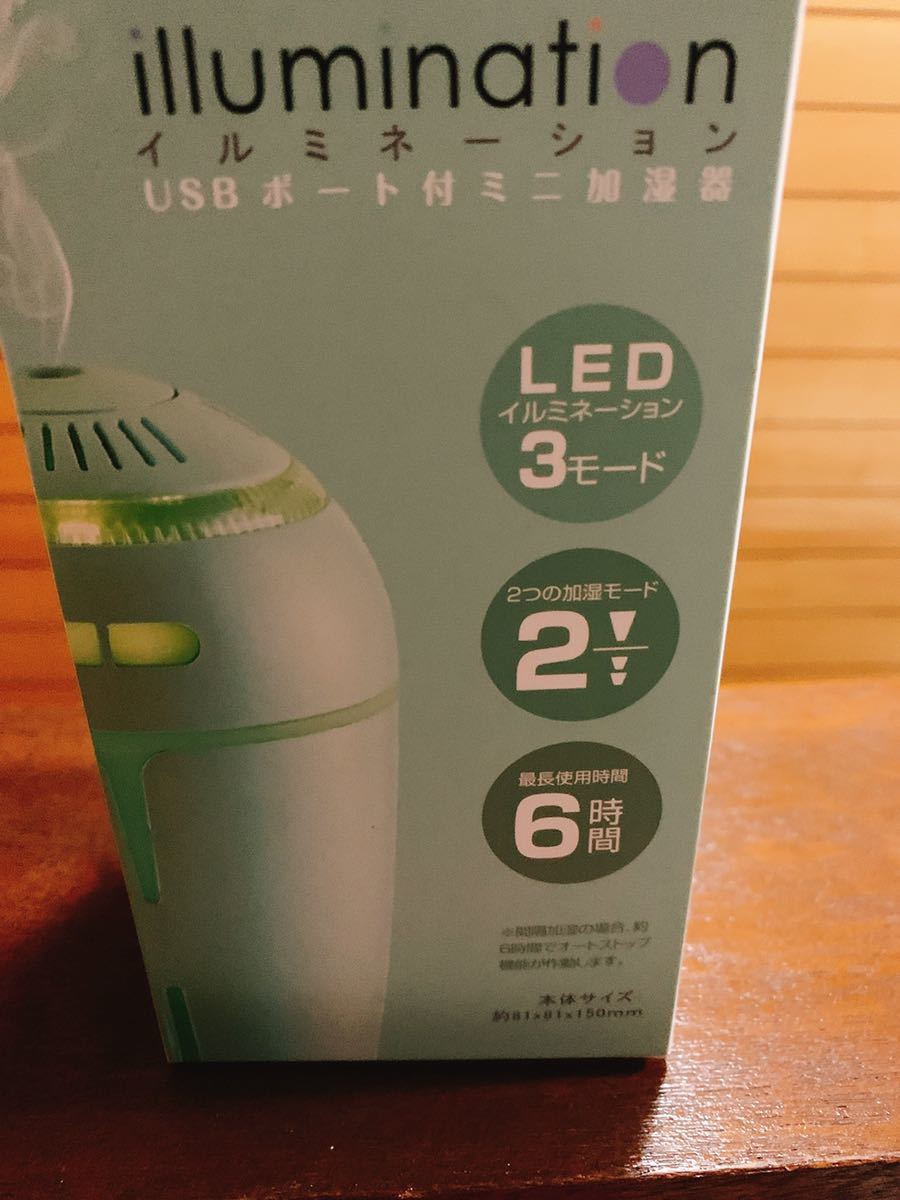 illumination
イルミネーション
USBポート付ミニ加湿器
LED
イルミネーション
3モード
2つの加湿モード
2
最長使用時間
6時間
※間隔加湿の場合、約
6時間でオートストップ
機能が作動します。
本体サイズ
約81×81×150mm